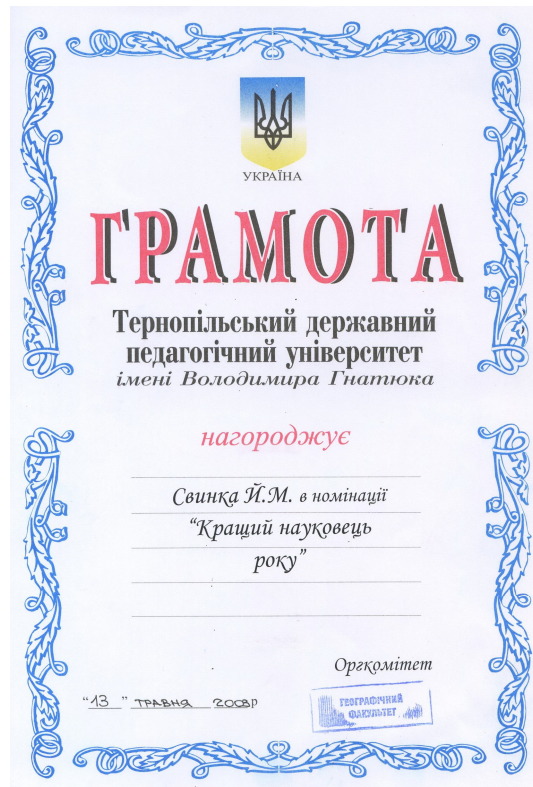 УКРАЇНА
ГРАМОТА
Тернопільський державний
педагогічний університет
імені Володимира Гнатюка
нагороджує
Свинка Й.М. в номінації
“Кращий науковець
року”
Оргкомітет
“13” травня 2008р
ГЕОГРАФІЧНИЙ
ФАКУЛЬТЕТ